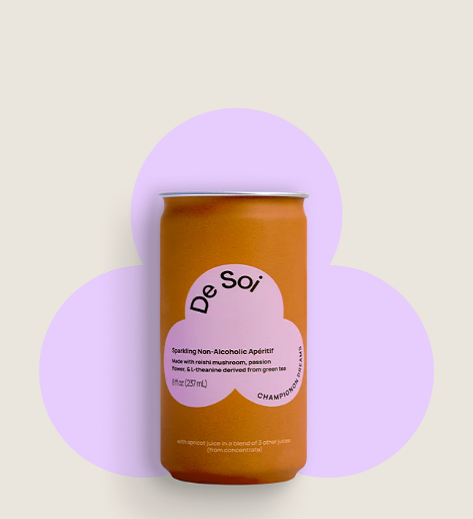 De Soi
Sparkling Non-Alcoholic Apéritif
Made with reishi mushroom, passion
flower, & L-theanine derived from green tea
8 fl oz (237 mL)
CHAMPIGNON DREAMS
with apricot juice in a blend of 3 other juices
(from concentrate)